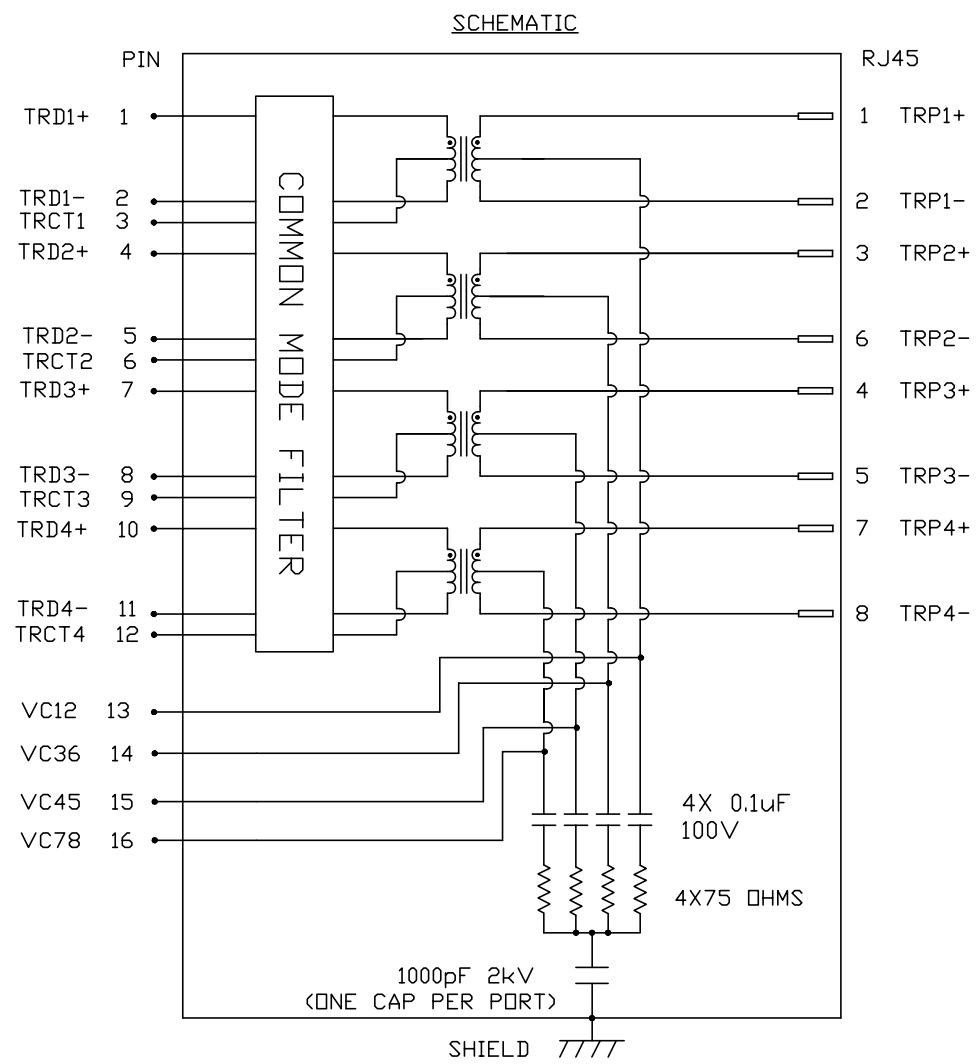 SCHEMATIC
PIN RJ45
TRD1+ 1 1 TRP1+
TRD1- 2 2 TRP1-
TRCT1 3
TRD2+ 4 3 TRP2+
TRD2- 5 6 TRP2-
TRCT2 6
TRD3+ 7 4 TRP3+
TRD3- 8 5 TRP3-
TRCT3 9
TRD4+ 10 7 TRP4+
TRD4- 11 8 TRP4-
TRCT4 12
COMMON MODE FILTER
VC12 13
VC36 14
VC45 15
VC78 16
4X 0.1uF
100V
4X75 OHMS
1000pF 2kV
(ONE CAP PER PORT)
SHIELD